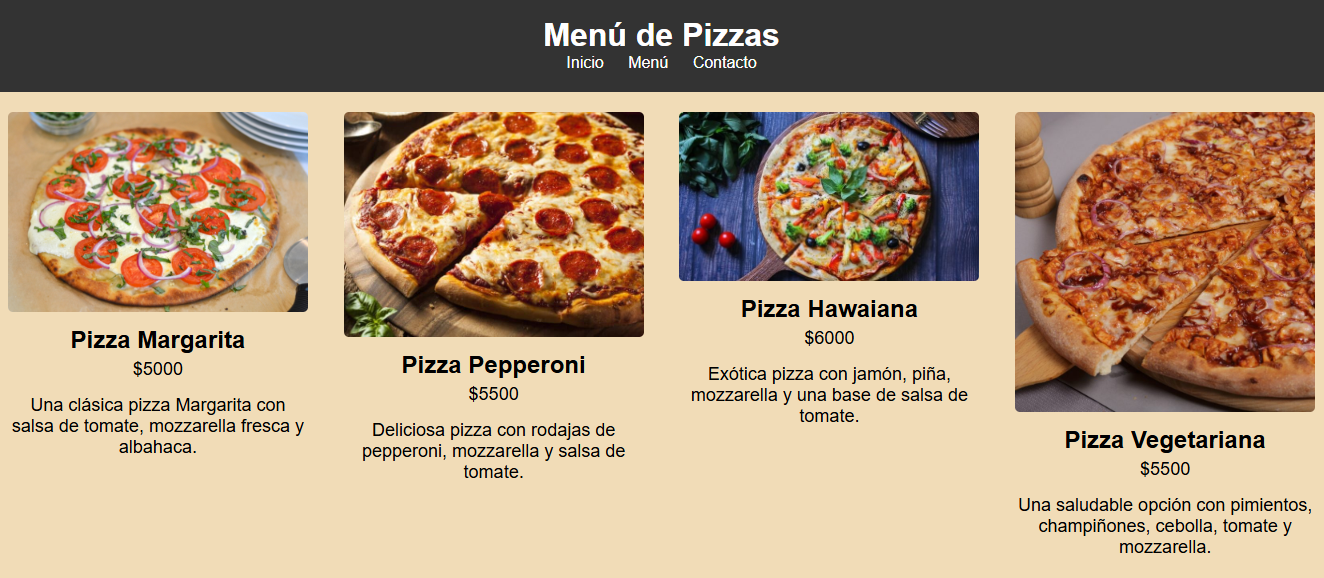 Menú de Pizzas
Inicio Menú Contacto
Pizza Margarita
$5000
Una clásica pizza Margarita con
salsa de tomate, mozzarella fresca y
albahaca.
Pizza Pepperoni
$5500
Deliciosa pizza con rodajas de
pepperoni, mozzarella y salsa de
tomate.
Pizza Hawaiana
$6000
Exótica pizza con jamón, piña,
mozzarella y una base de salsa de
tomate.
Pizza Vegetariana
$5500
Una saludable opción con pimientos,
champiñones, cebolla, tomate y
mozzarella.